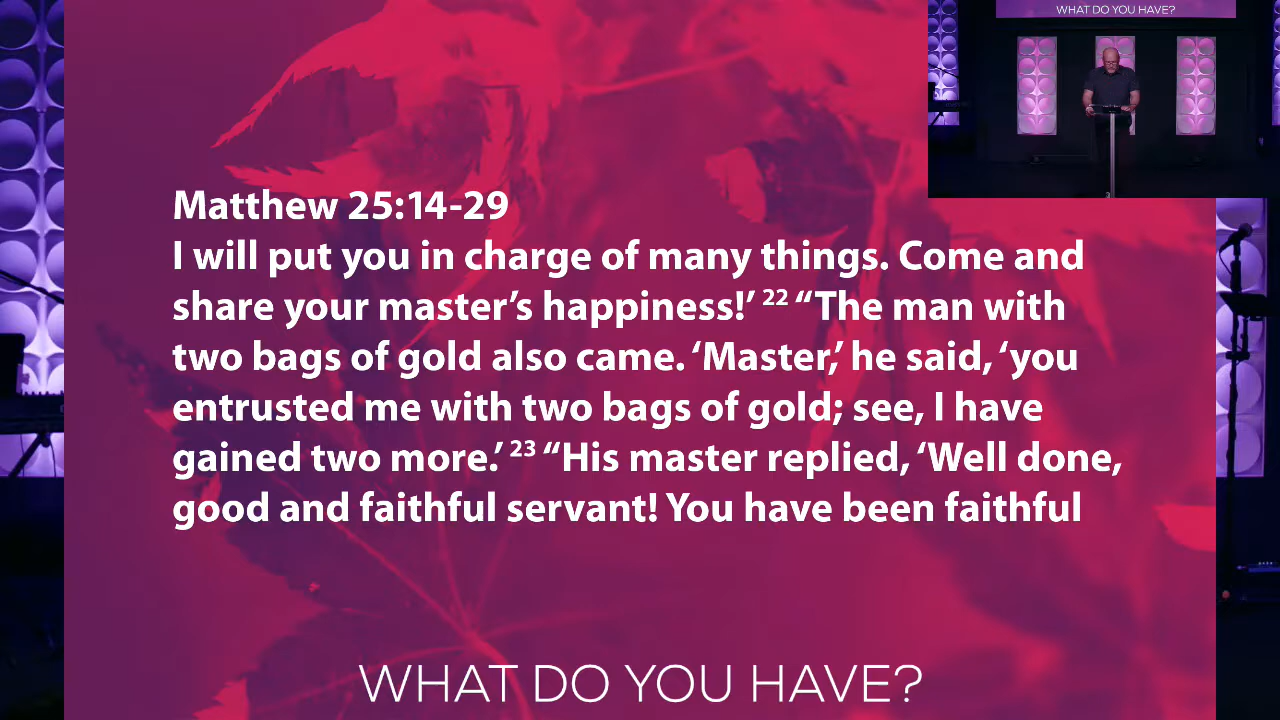 WHAT DO YOU HAVE?
Matthew 25:14-29
I will put you in charge of many things. Come and
share your master’s happiness!’ 22 “The man with
two bags of gold also came. ‘Master,’ he said, ‘you
entrusted me with two bags of gold; see, I have
gained two more.’ 23 “His master replied, ‘Well done,
good and faithful servant! You have been faithful
WHAT DO YOU HAVE?